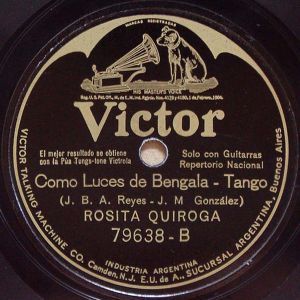 MARCAS REGISTRADAS
HIS MASTER'S VOICE
Victor
El mejor resultado se obtiene
con la Púa Tungs-tone Victrola
Solo con Guitarras
Repertorio Nacional
Como Luces de Bengala - Tango
(J. B. A. Reyes - J. M González)
ROSITA QUIROGA
79638-B
INDUSTRIA ARGENTINA
VICTOR TALKING MACHINE CO. Camden, N.J. E.U. de A., SUCURSAL ARGENTINA, Buenos Aires